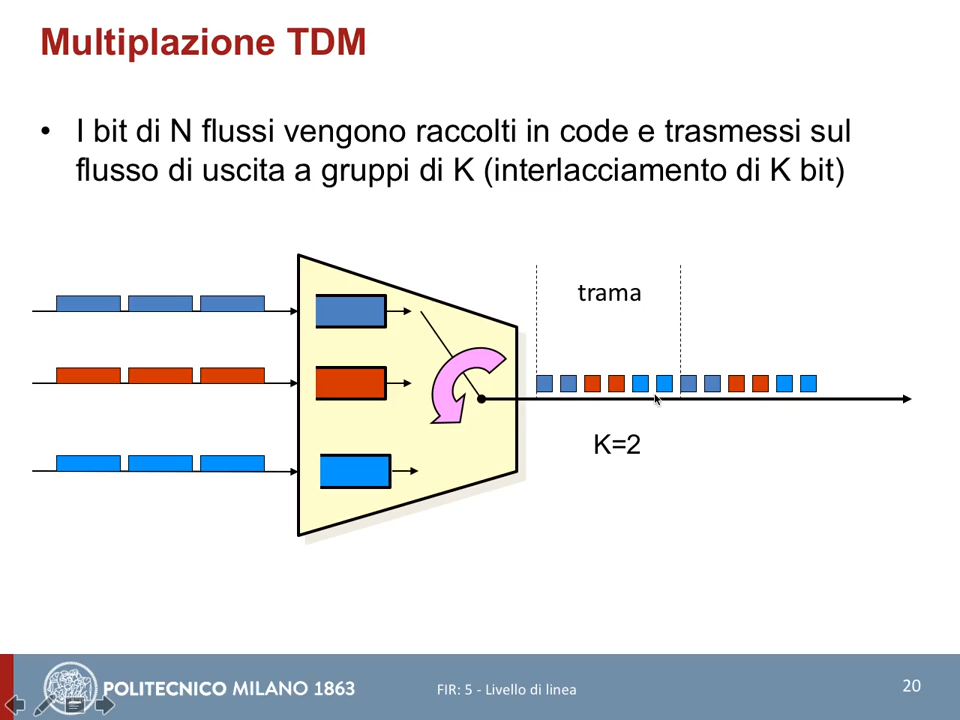 Multiplazione TDM
• I bit di N flussi vengono raccolti in code e trasmessi sul
flusso di uscita a gruppi di K (interlacciamento di K bit)
trama
K=2
POLITECNICO MILANO 1863
FIR: 5 - Livello di linea
20